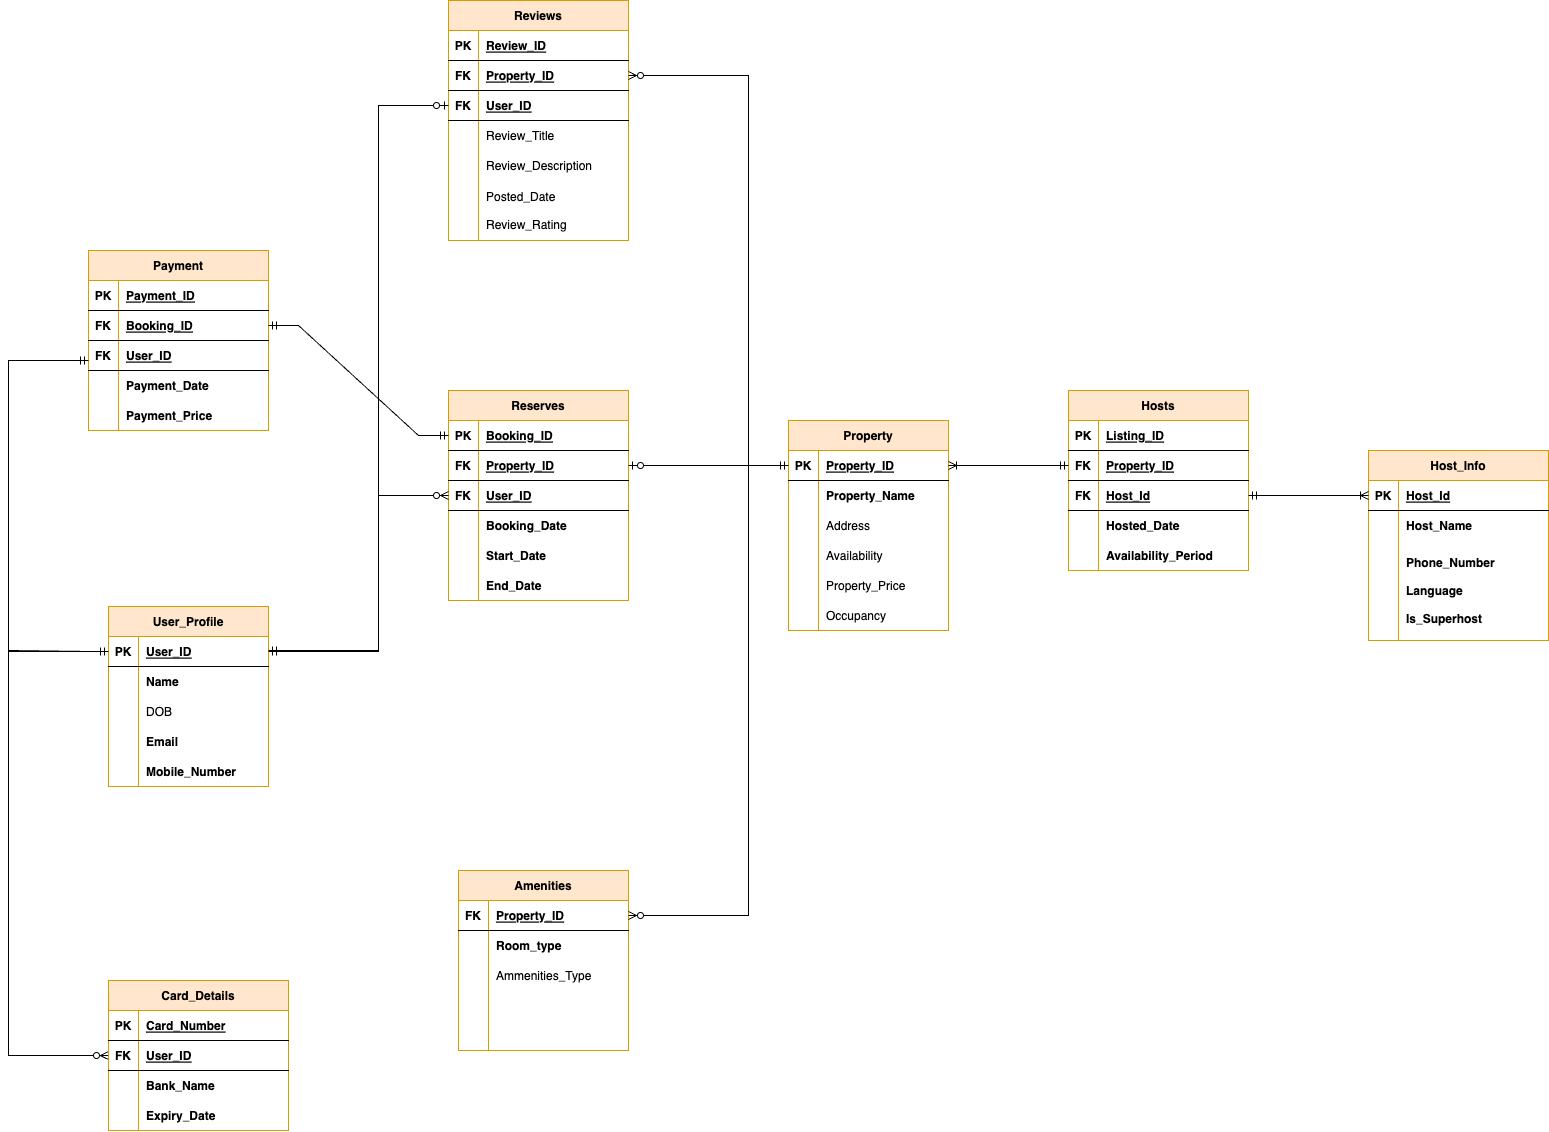 Reviews
PK Review_ID
FK Property_ID
FK User_ID
Review_Title
Review_Description
Posted_Date
Review_Rating
Payment
PK Payment_ID
FK Booking_ID
FK User_ID
Payment_Date
Payment_Price
Reserves
PK Booking_ID
FK Property_ID
FK User_ID
Booking_Date
Start_Date
End_Date
Property
PK Property_ID
Property_Name
Address
Availability
Property_Price
Occupancy
Hosts
PK Listing_ID
FK Property_ID
FK Host_Id
Hosted_Date
Availability_Period
Host_Info
PK Host_Id
Host_Name
Phone_Number
Language
Is_Superhost
User_Profile
PK User_ID
Name
DOB
Email
Mobile_Number
Amenities
FK Property_ID
Room_type
Ammenities_Type
Card_Details
PK Card_Number
FK User_ID
Bank_Name
Expiry_Date